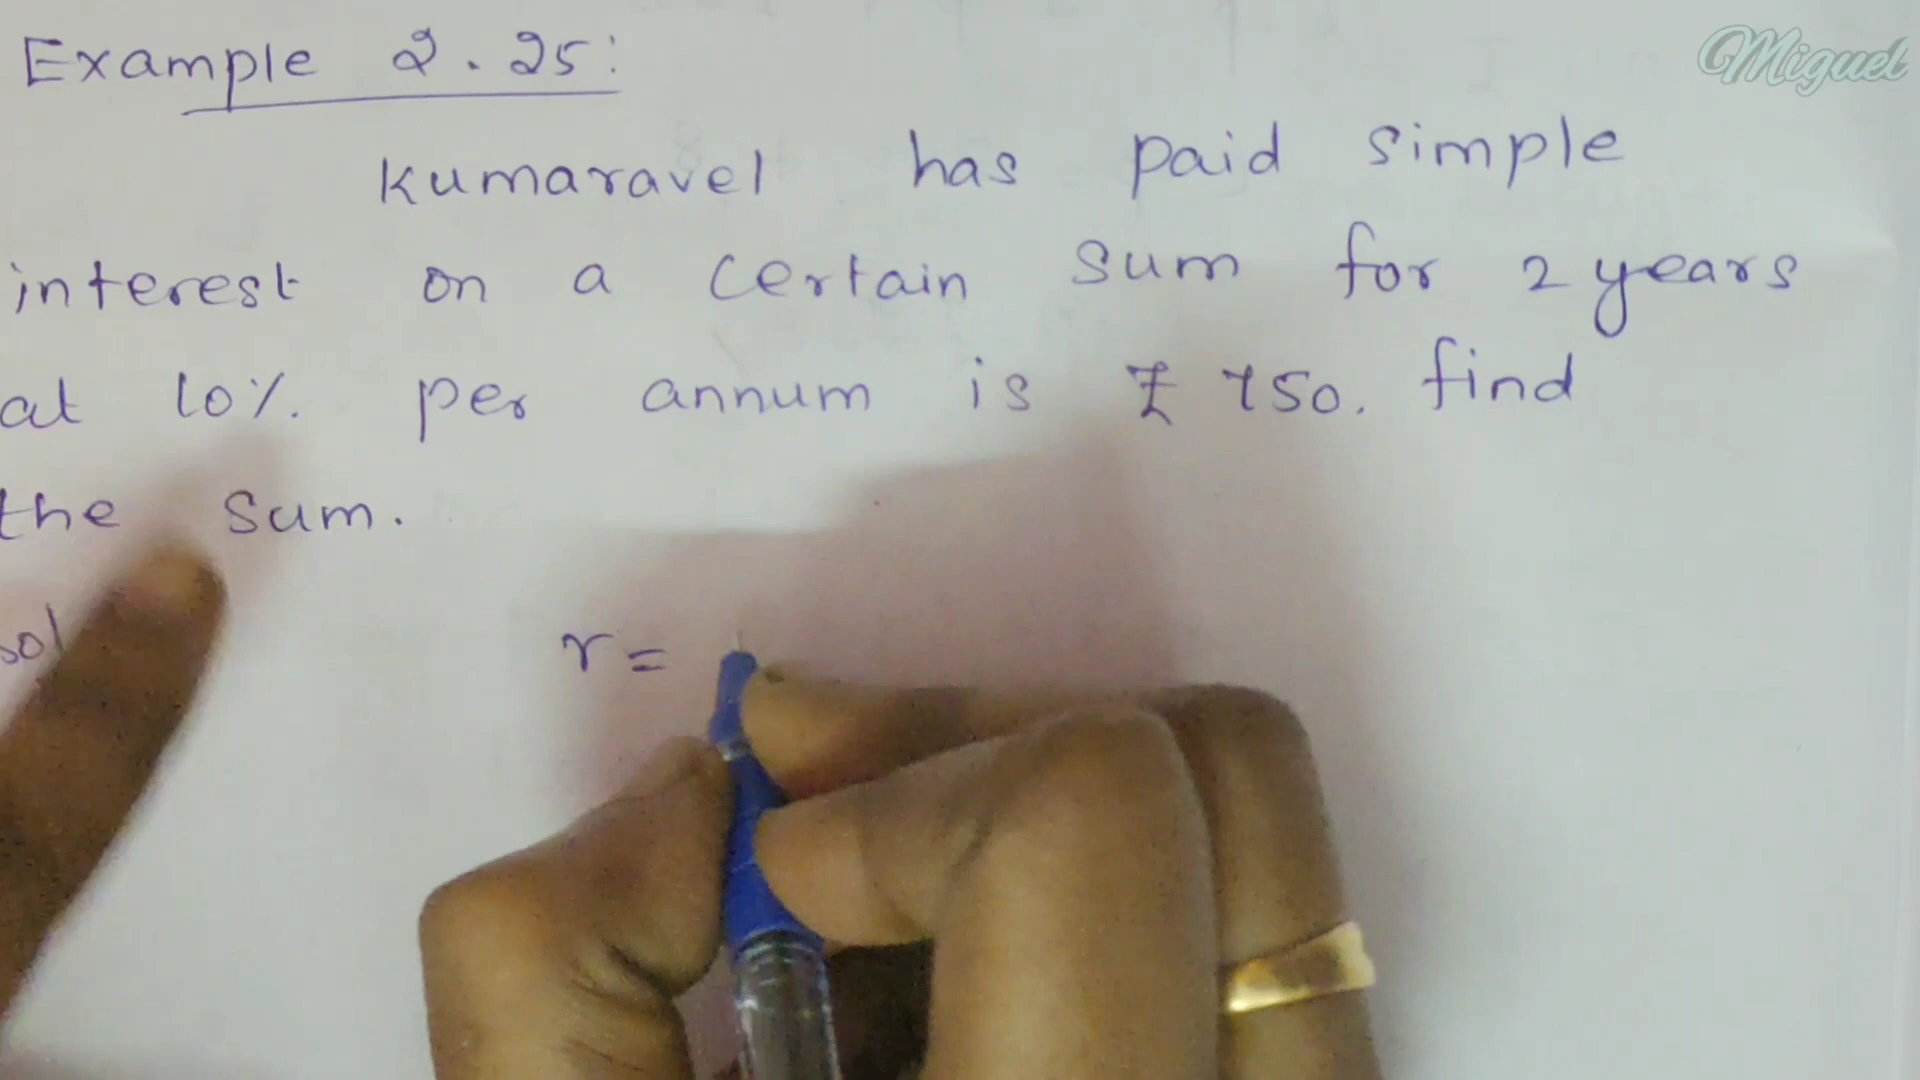 Example 2.25:
Miguel
Kumaravel has paid simple
interest on a certain sum for 2 years
at 10% per annum is ₹ 750. find
the sum.
sol
r =